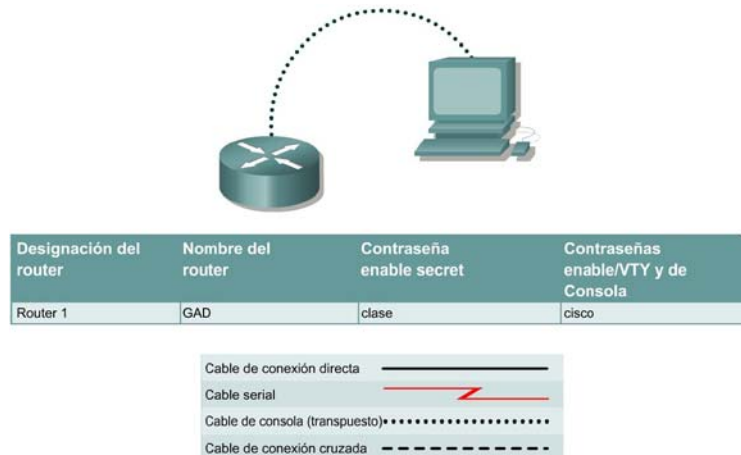 Designación del router
Nombre del router
Contraseña enable secret
Contraseñas enable/VTY y de Consola
Router 1
GAD
clase
cisco
Cable de conexión directa
Cable serial
Cable de consola (transpuesto)
Cable de conexión cruzada